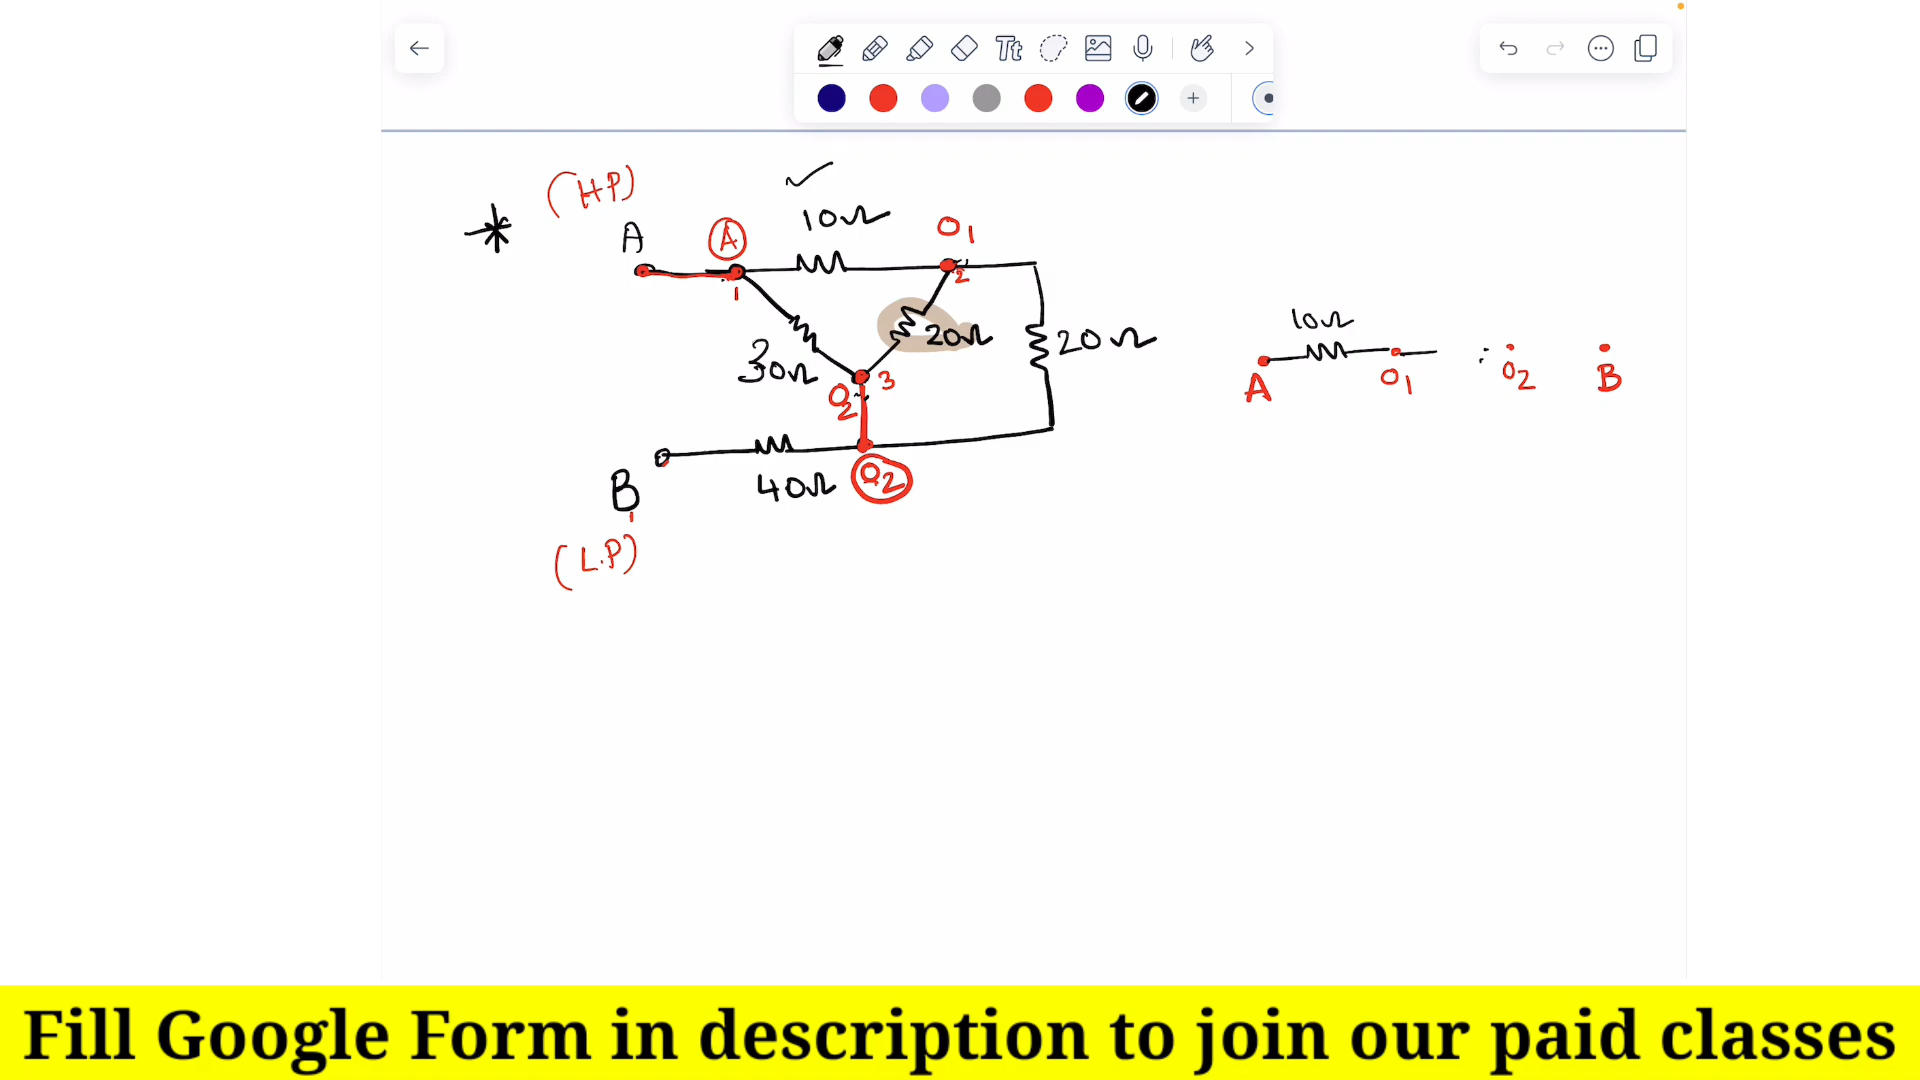 Tt
(HP)
A
A
10Ω
O1
1
2
30Ω
20Ω
20Ω
3
O2
40Ω
O2
B
(L.P)
10Ω
A
O1
O2
B
Fill Google Form in description to join our paid classes